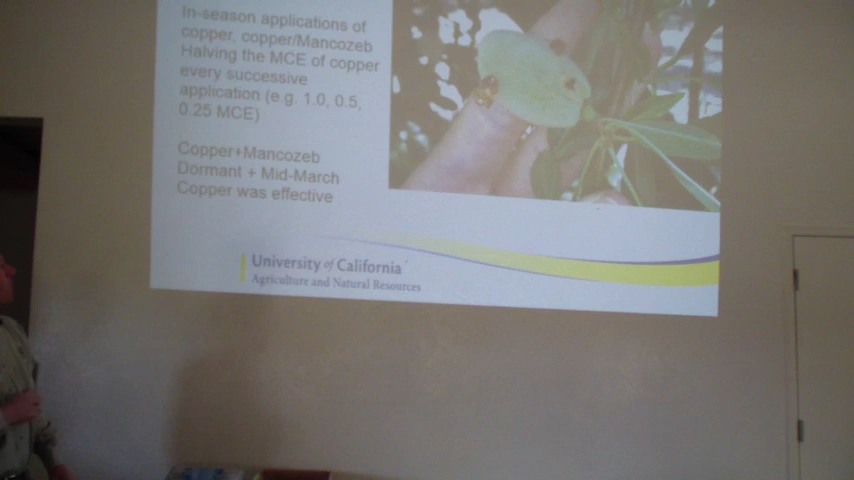 In-season applications of
copper, copper/Mancozeb
Halving the MCE of copper
every successive
application (e.g. 1.0, 0.5,
0.25 MCE)
Copper+Mancozeb
Dormant + Mid-March
Copper was effective
University of California
Agriculture and Natural Resources